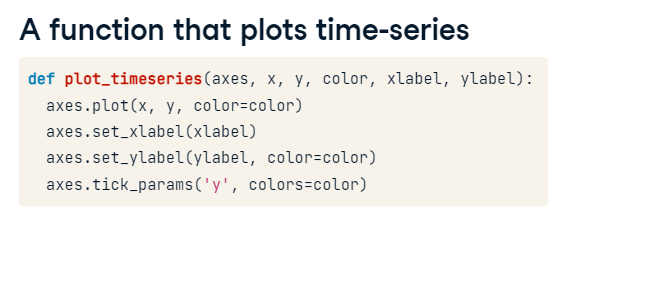 A function that plots time-series
def plot_timeseries(axes, x, y, color, xlabel, ylabel):
  axes.plot(x, y, color=color)
  axes.set_xlabel(xlabel)
  axes.set_ylabel(ylabel, color=color)
  axes.tick_params('y', colors=color)